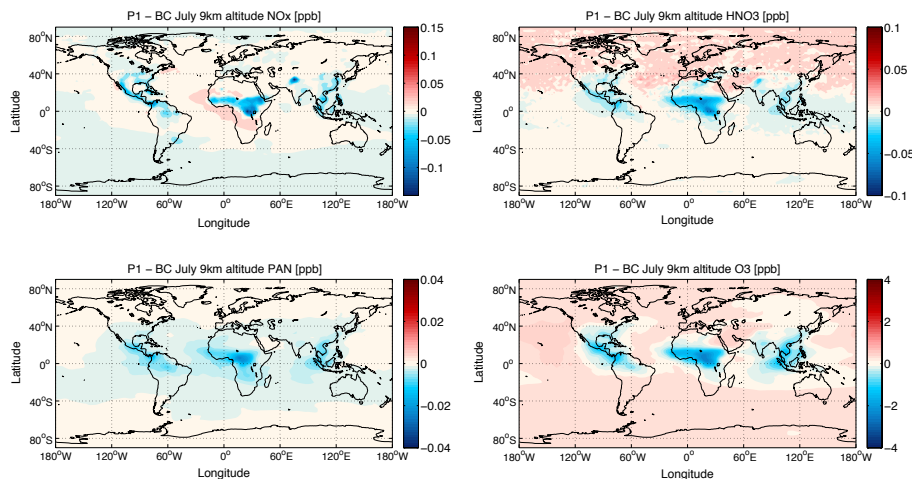 P1 − BC July 9km altitude NOx [ppb]
80°N
40°N
0°
40°S
80°S
Latitude
180°W 120°W 60°W 0° 60°E 120°E 180°W
Longitude
0.15
0.1
0.05
0
−0.05
−0.1
P1 − BC July 9km altitude HNO3 [ppb]
80°N
40°N
0°
40°S
80°S
Latitude
180°W 120°W 60°W 0° 60°E 120°E 180°W
Longitude
0.1
0.05
0
−0.05
−0.1
P1 − BC July 9km altitude PAN [ppb]
80°N
40°N
0°
40°S
80°S
Latitude
180°W 120°W 60°W 0° 60°E 120°E 180°W
Longitude
0.04
0.02
0
−0.02
−0.04
P1 − BC July 9km altitude O3 [ppb]
80°N
40°N
0°
40°S
80°S
Latitude
180°W 120°W 60°W 0° 60°E 120°E 180°W
Longitude
4
2
0
−2
−4